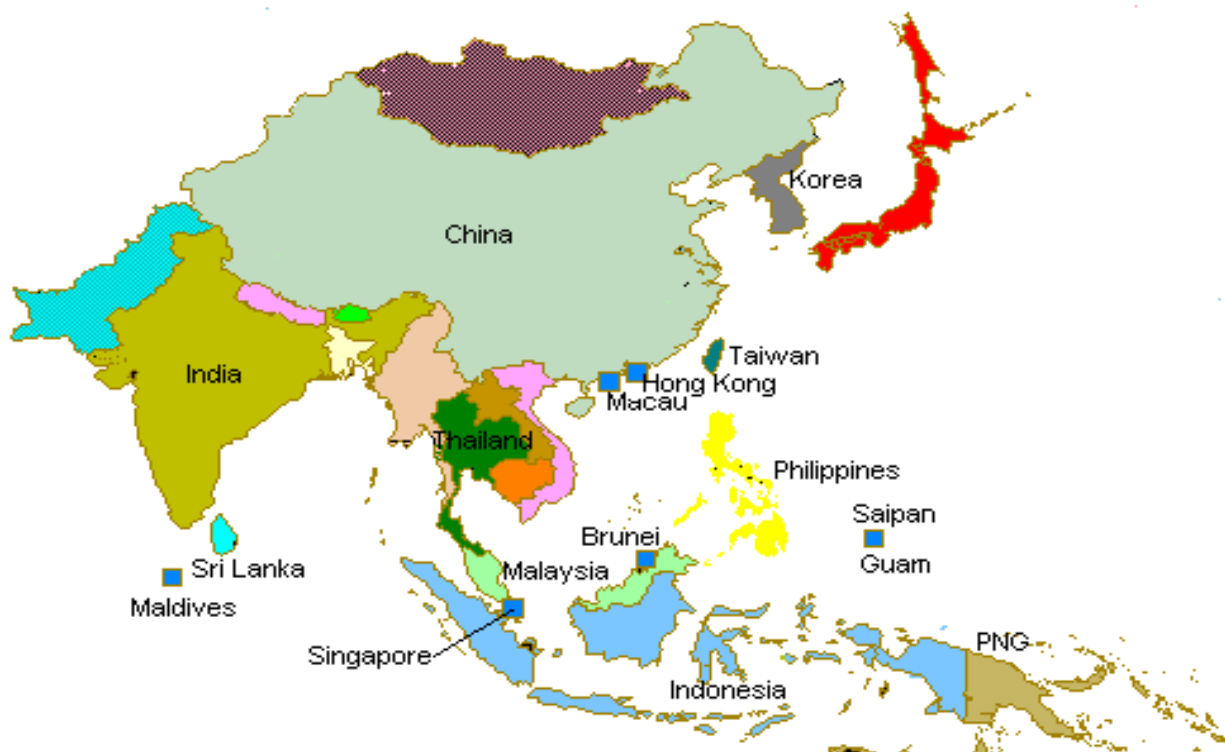 Korea
China
Taiwan
India
Hong Kong
Macau
Thailand
Philippines
Saipan
Brunei
Guam
Sri Lanka
Malaysia
Maldives
PNG
Singapore
Indonesia